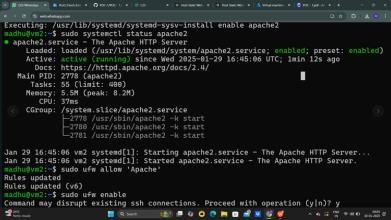 Executing: /usr/lib/systemd/systemd-sysv-install enable apache2
madhu@vm2:~$ sudo systemctl status apache2
● apache2.service - The Apache HTTP Server
Loaded: loaded (/usr/lib/systemd/system/apache2.service; enabled; preset: enabled)
Active: active (running) since Wed 2025-01-29 16:45:06 UTC; 1min 12s ago
Docs: https://httpd.apache.org/docs/2.4/
Main PID: 2778 (apache2)
Tasks: 55 (limit: 400)
Memory: 5.5M (peak: 8.2M)
CPU: 37ms
CGroup: /system.slice/apache2.service
├─2778 /usr/sbin/apache2 -k start
├─2780 /usr/sbin/apache2 -k start
└─2781 /usr/sbin/apache2 -k start
Jan 29 16:45:06 vm2 systemd[1]: Starting apache2.service - The Apache HTTP Server...
Jan 29 16:45:06 vm2 systemd[1]: Started apache2.service - The Apache HTTP Server.
madhu@vm2:~$ sudo ufw allow 'Apache'
Rules updated
Rules updated (v6)
madhu@vm2:~$ sudo ufw enable
Command may disrupt existing ssh connections. Proceed with operation (y|n)? y
Search